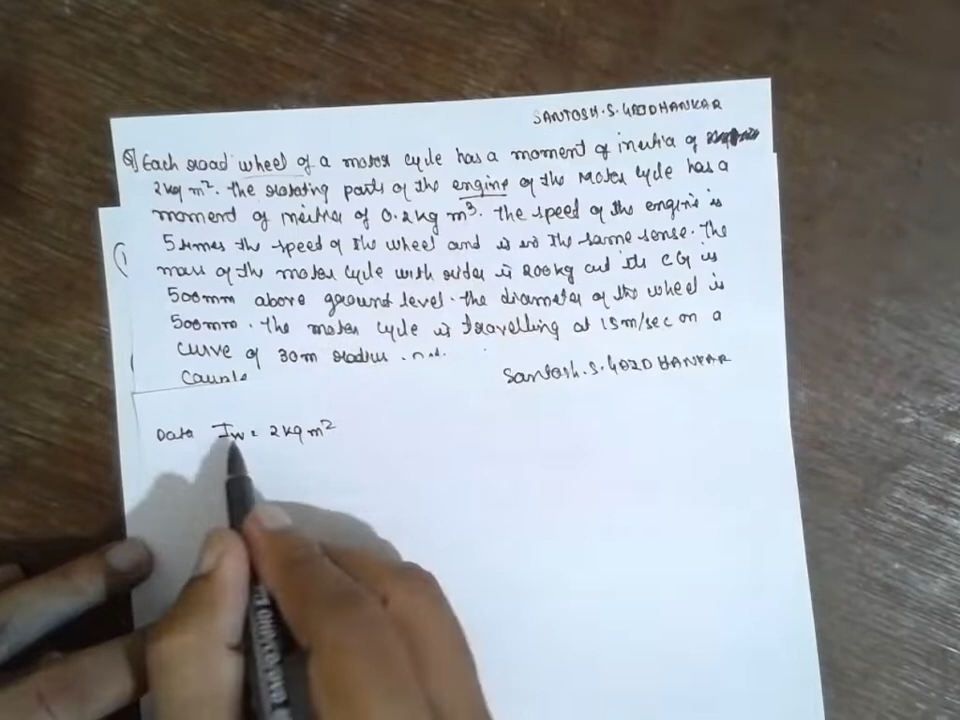 SANTOSH.S.GODHANKAR
Q) Each road wheel of a motor cycle has a moment of inertia of
2kg m². The rotating parts of the engine of the Motor cycle has a
moment of inertia of 0.2kg m³. The speed of the engine is
5 times the speed of the wheel and is in the same sense. The
mass of the motor cycle with rider is 200kg and its CG is
500mm above ground level. The diameter of the wheel is
500mm. The motor cycle is travelling at 15m/sec on a
curve of 30m radius.
Couple
Santosh.S.
(1
Data Iw = 2kg m²